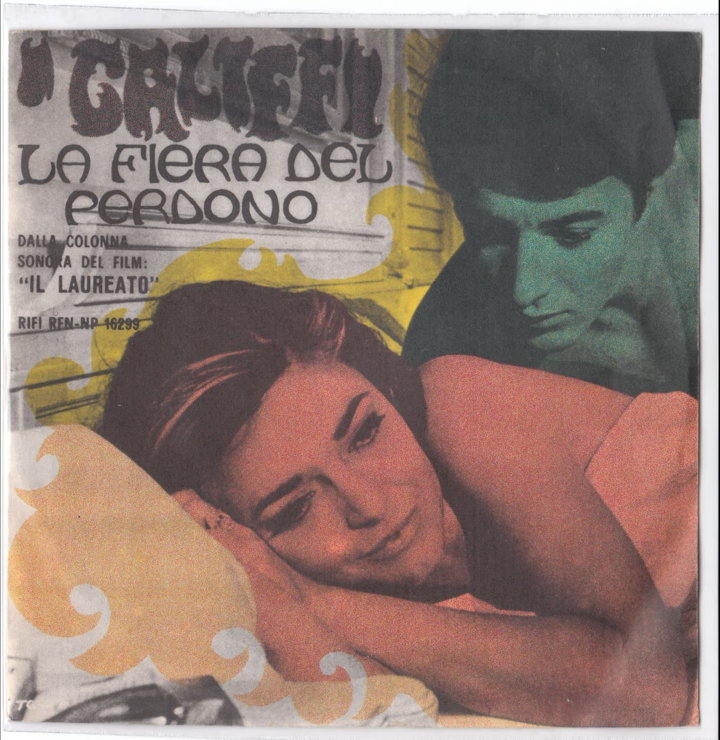 I CALIFFI
LA FIERA DEL
PERDONO
DALLA COLONNA
SONORA DEL FILM:
"IL LAUREATO"
RIFI RFN-NP 16299